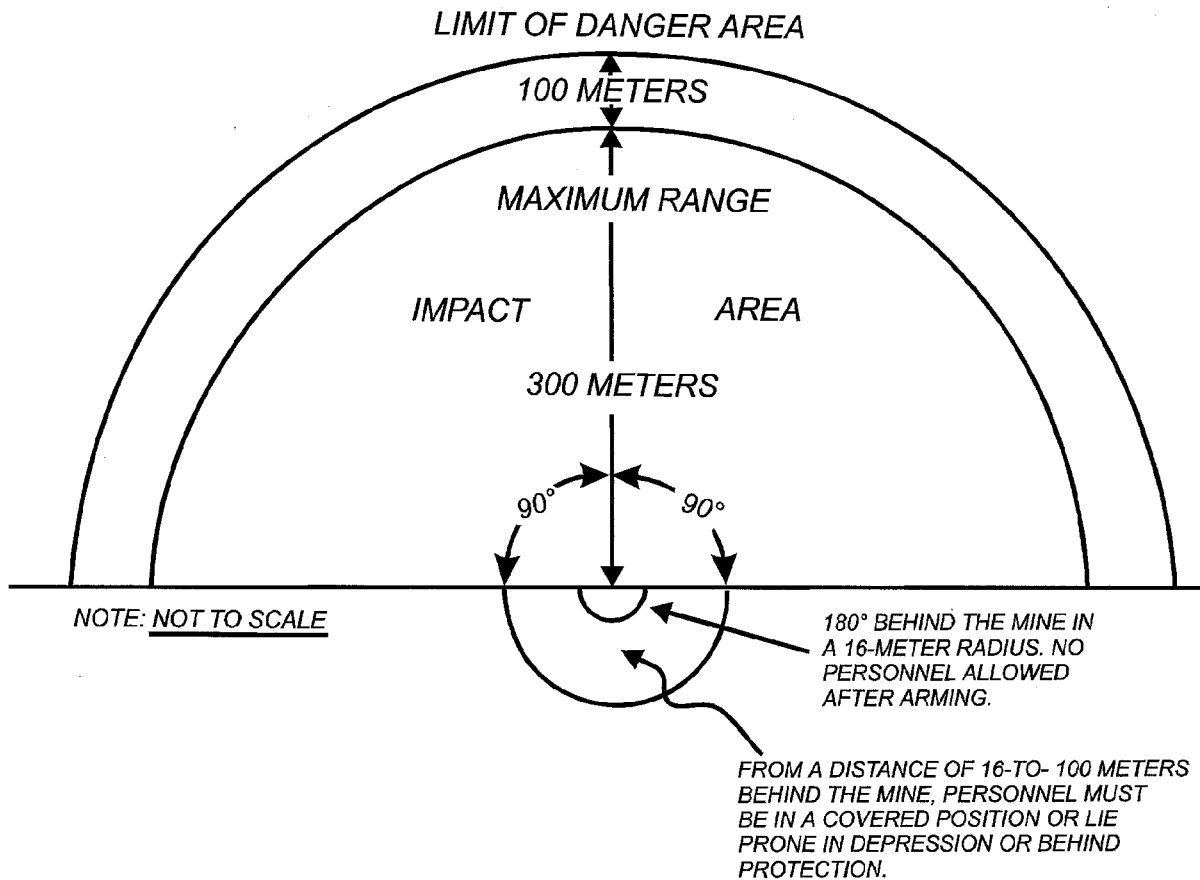 LIMIT OF DANGER AREA
100 METERS
MAXIMUM RANGE
IMPACT AREA
300 METERS
90° 90°
NOTE: NOT TO SCALE
180° BEHIND THE MINE IN
A 16-METER RADIUS. NO
PERSONNEL ALLOWED
AFTER ARMING.
FROM A DISTANCE OF 16-TO- 100 METERS
BEHIND THE MINE, PERSONNEL MUST
BE IN A COVERED POSITION OR LIE
PRONE IN DEPRESSION OR BEHIND
PROTECTION.